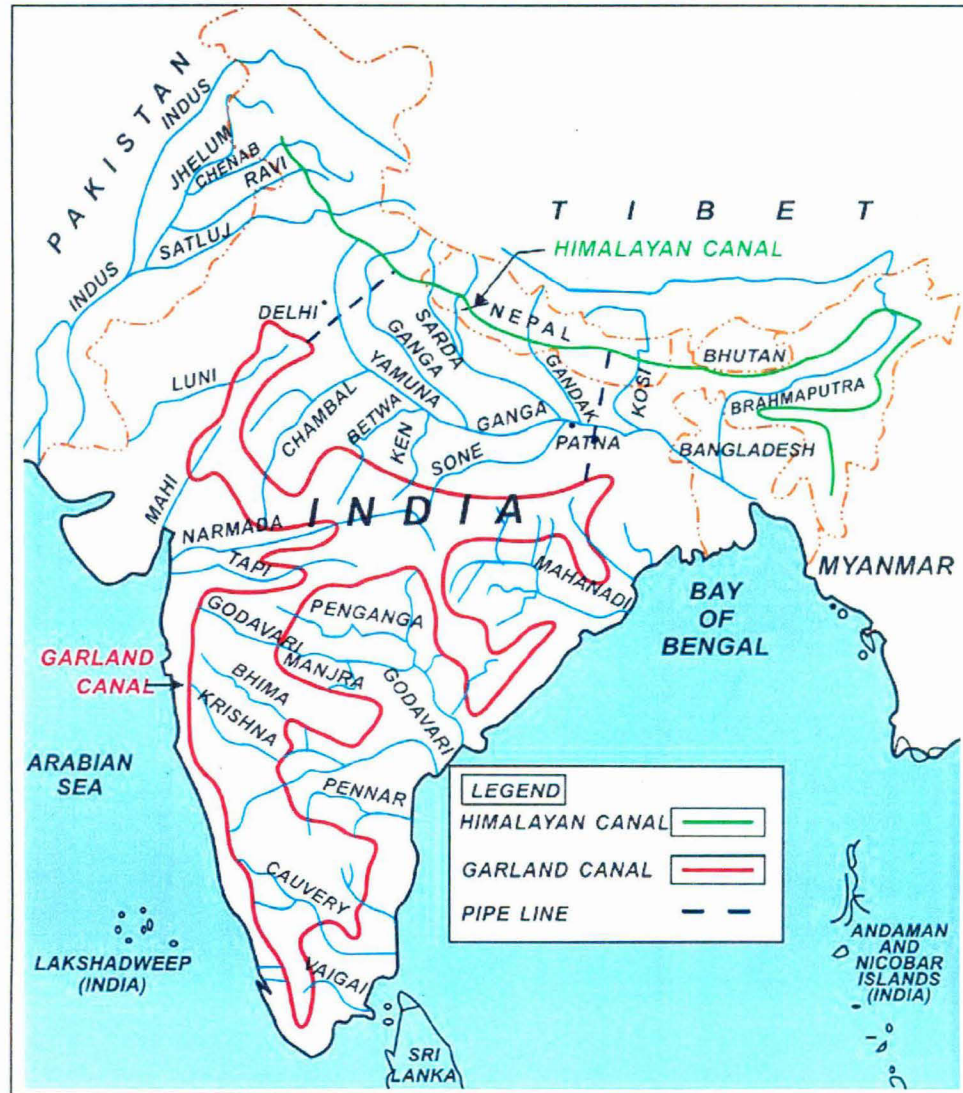 PAKISTAN
INDUS
JHELUM
CHENAB
RAVI
SATLUJ
INDUS
TIBET
HIMALAYAN CANAL
DELHI
NEPAL
SARDA
GANGA
YAMUNA
LUNI
CHAMBAL
BETWA
KEN
SONE
GANGA
GANDAK
KOSI
PATNA
BHUTAN
BRAHMAPUTRA
BANGLADESH
MAHI
INDIA
NARMADA
TAPI
MAHANADI
MYANMAR
BAY
OF
BENGAL
PENGANGA
GODAVARI
MANJRA
GODAVARI
BHIMA
KRISHNA
GARLAND
CANAL
ARABIAN
SEA
PENNAR
CAUVERY
VAIGAI
LEGEND
HIMALAYAN CANAL
GARLAND CANAL
PIPE LINE
LAKSHADWEEP
(INDIA)
SRI
LANKA
ANDAMAN
AND
NICOBAR
ISLANDS
(INDIA)